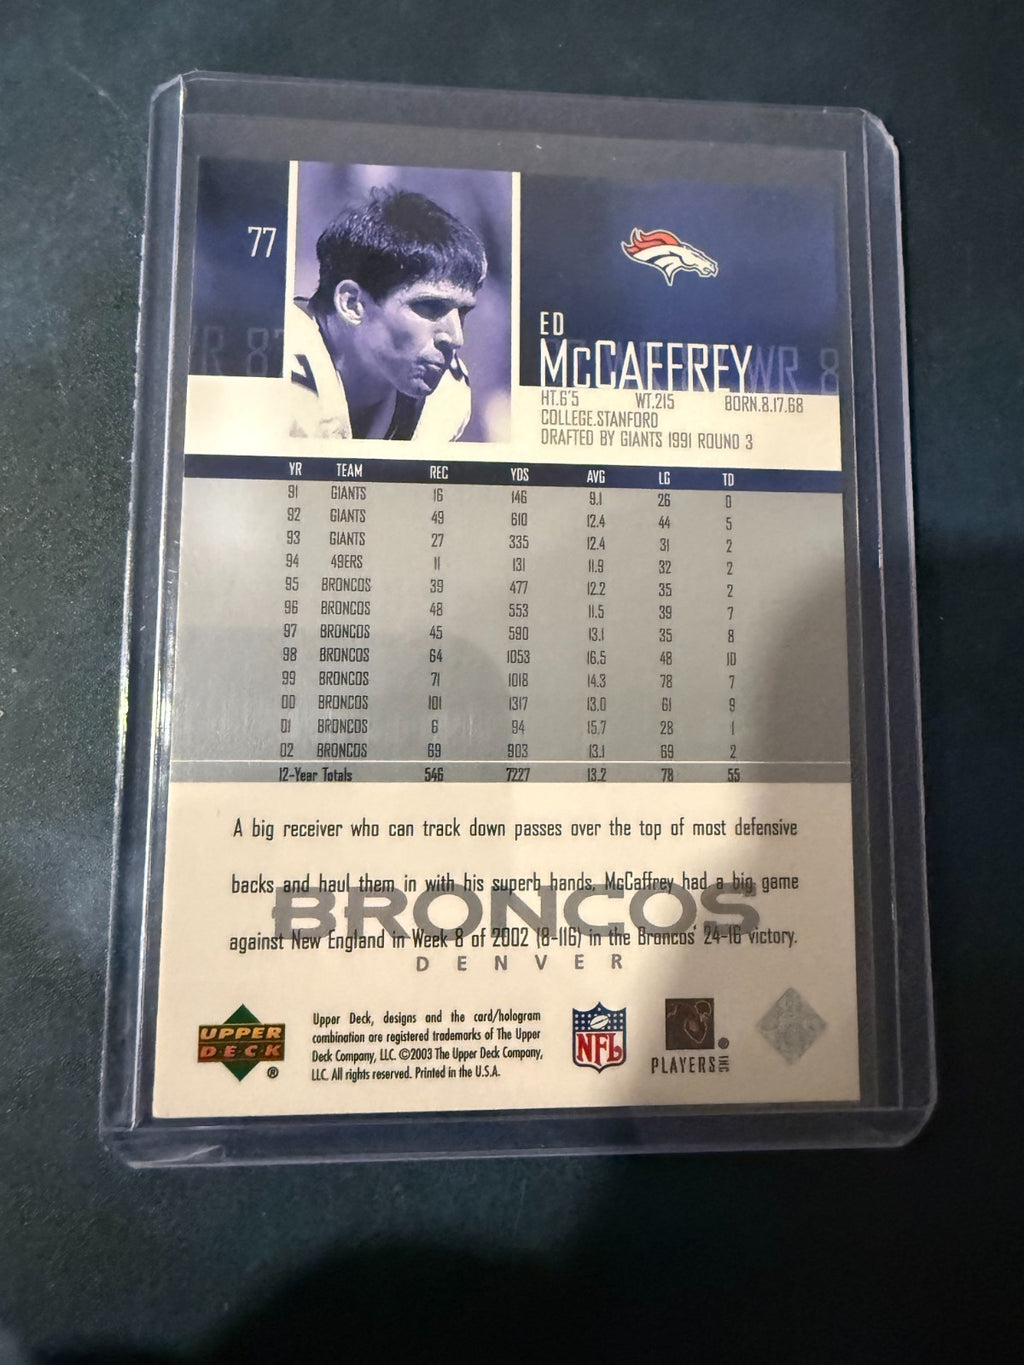 77
WR 87
ED
McCAFFREY
WR 8
HT.6'5 WT.215 BORN.8.17.68
COLLEGE.STANFORD
DRAFTED BY GIANTS 1991 ROUND 3
YR TEAM REC YDS AVG LG TD
91 GIANTS 16 146 9.1 26 0
92 GIANTS 49 610 12.4 44 5
93 GIANTS 27 335 12.4 31 2
94 49ERS 11 131 11.9 32 2
95 BRONCOS 39 477 12.2 35 2
96 BRONCOS 48 553 11.5 39 7
97 BRONCOS 45 590 13.1 35 8
98 BRONCOS 64 1053 16.5 48 10
99 BRONCOS 71 1018 14.3 78 7
00 BRONCOS 101 1317 13.0 61 9
01 BRONCOS 6 94 15.7 28 1
02 BRONCOS 69 903 13.1 69 2
12-Year Totals 546 7227 13.2 78 55
A big receiver who can track down passes over the top of most defensive
backs and haul them in with his superb hands, McCaffrey had a big game
BRONCOS
against New England in Week 8 of 2002 (8-116) in the Broncos' 24-16 victory.
DENVER
UPPER
DECK
®
Upper Deck, designs and the card/hologram
combination are registered trademarks of The Upper
Deck Company, LLC. ©2003 The Upper Deck Company,
LLC. All rights reserved. Printed in the U.S.A.
NFL
PLAYERS INC